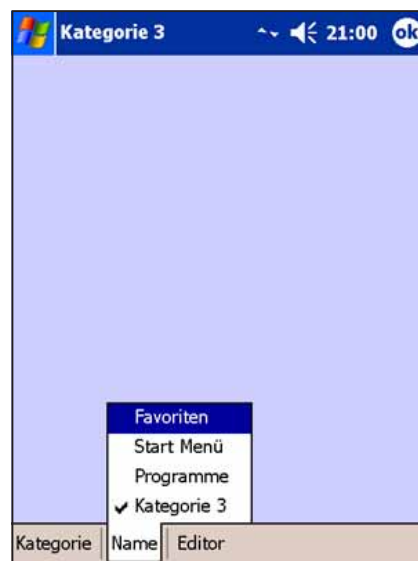 Kategorie 3 21:00 ok
Favoriten
Start Menü
Programme
Kategorie 3
Kategorie Name Editor